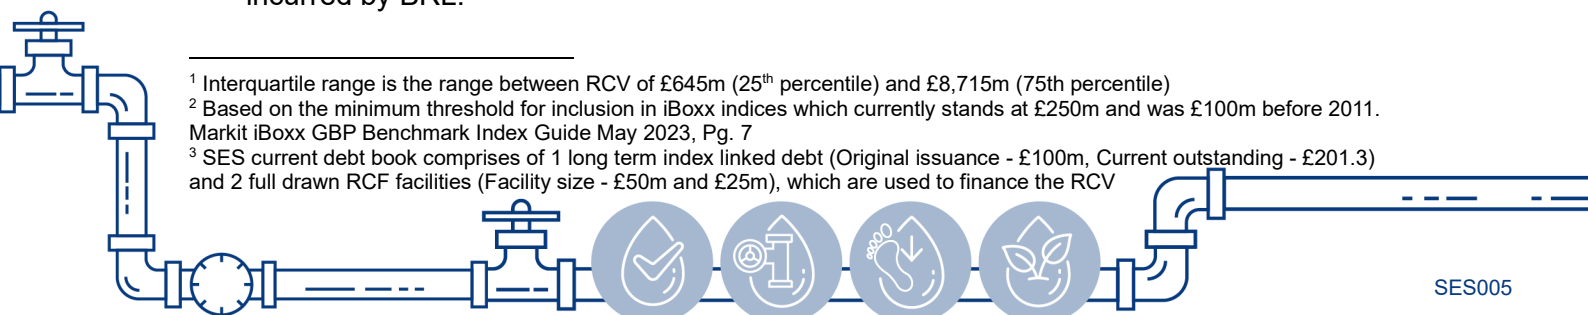 incurred by BRL.
1 Interquartile range is the range between RCV of £645m (25th percentile) and £8,715m (75th percentile)
2 Based on the minimum threshold for inclusion in iBoxx indices which currently stands at £250m and was £100m before 2011.
Markit iBoxx GBP Benchmark Index Guide May 2023, Pg. 7
3 SES current debt book comprises of 1 long term index linked debt (Original issuance - £100m, Current outstanding - £201.3)
and 2 full drawn RCF facilities (Facility size - £50m and £25m), which are used to finance the RCV
SES005